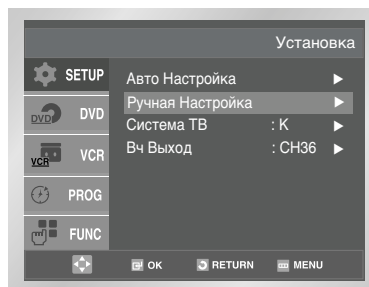 Установка
SETUP
DVD DVD
VCR VCR
PROG
FUNC
Авто Настройка ►
Ручная Настройка ►
Система ТВ : K ►
Вч Выход : CH36 ►
OK RETURN MENU